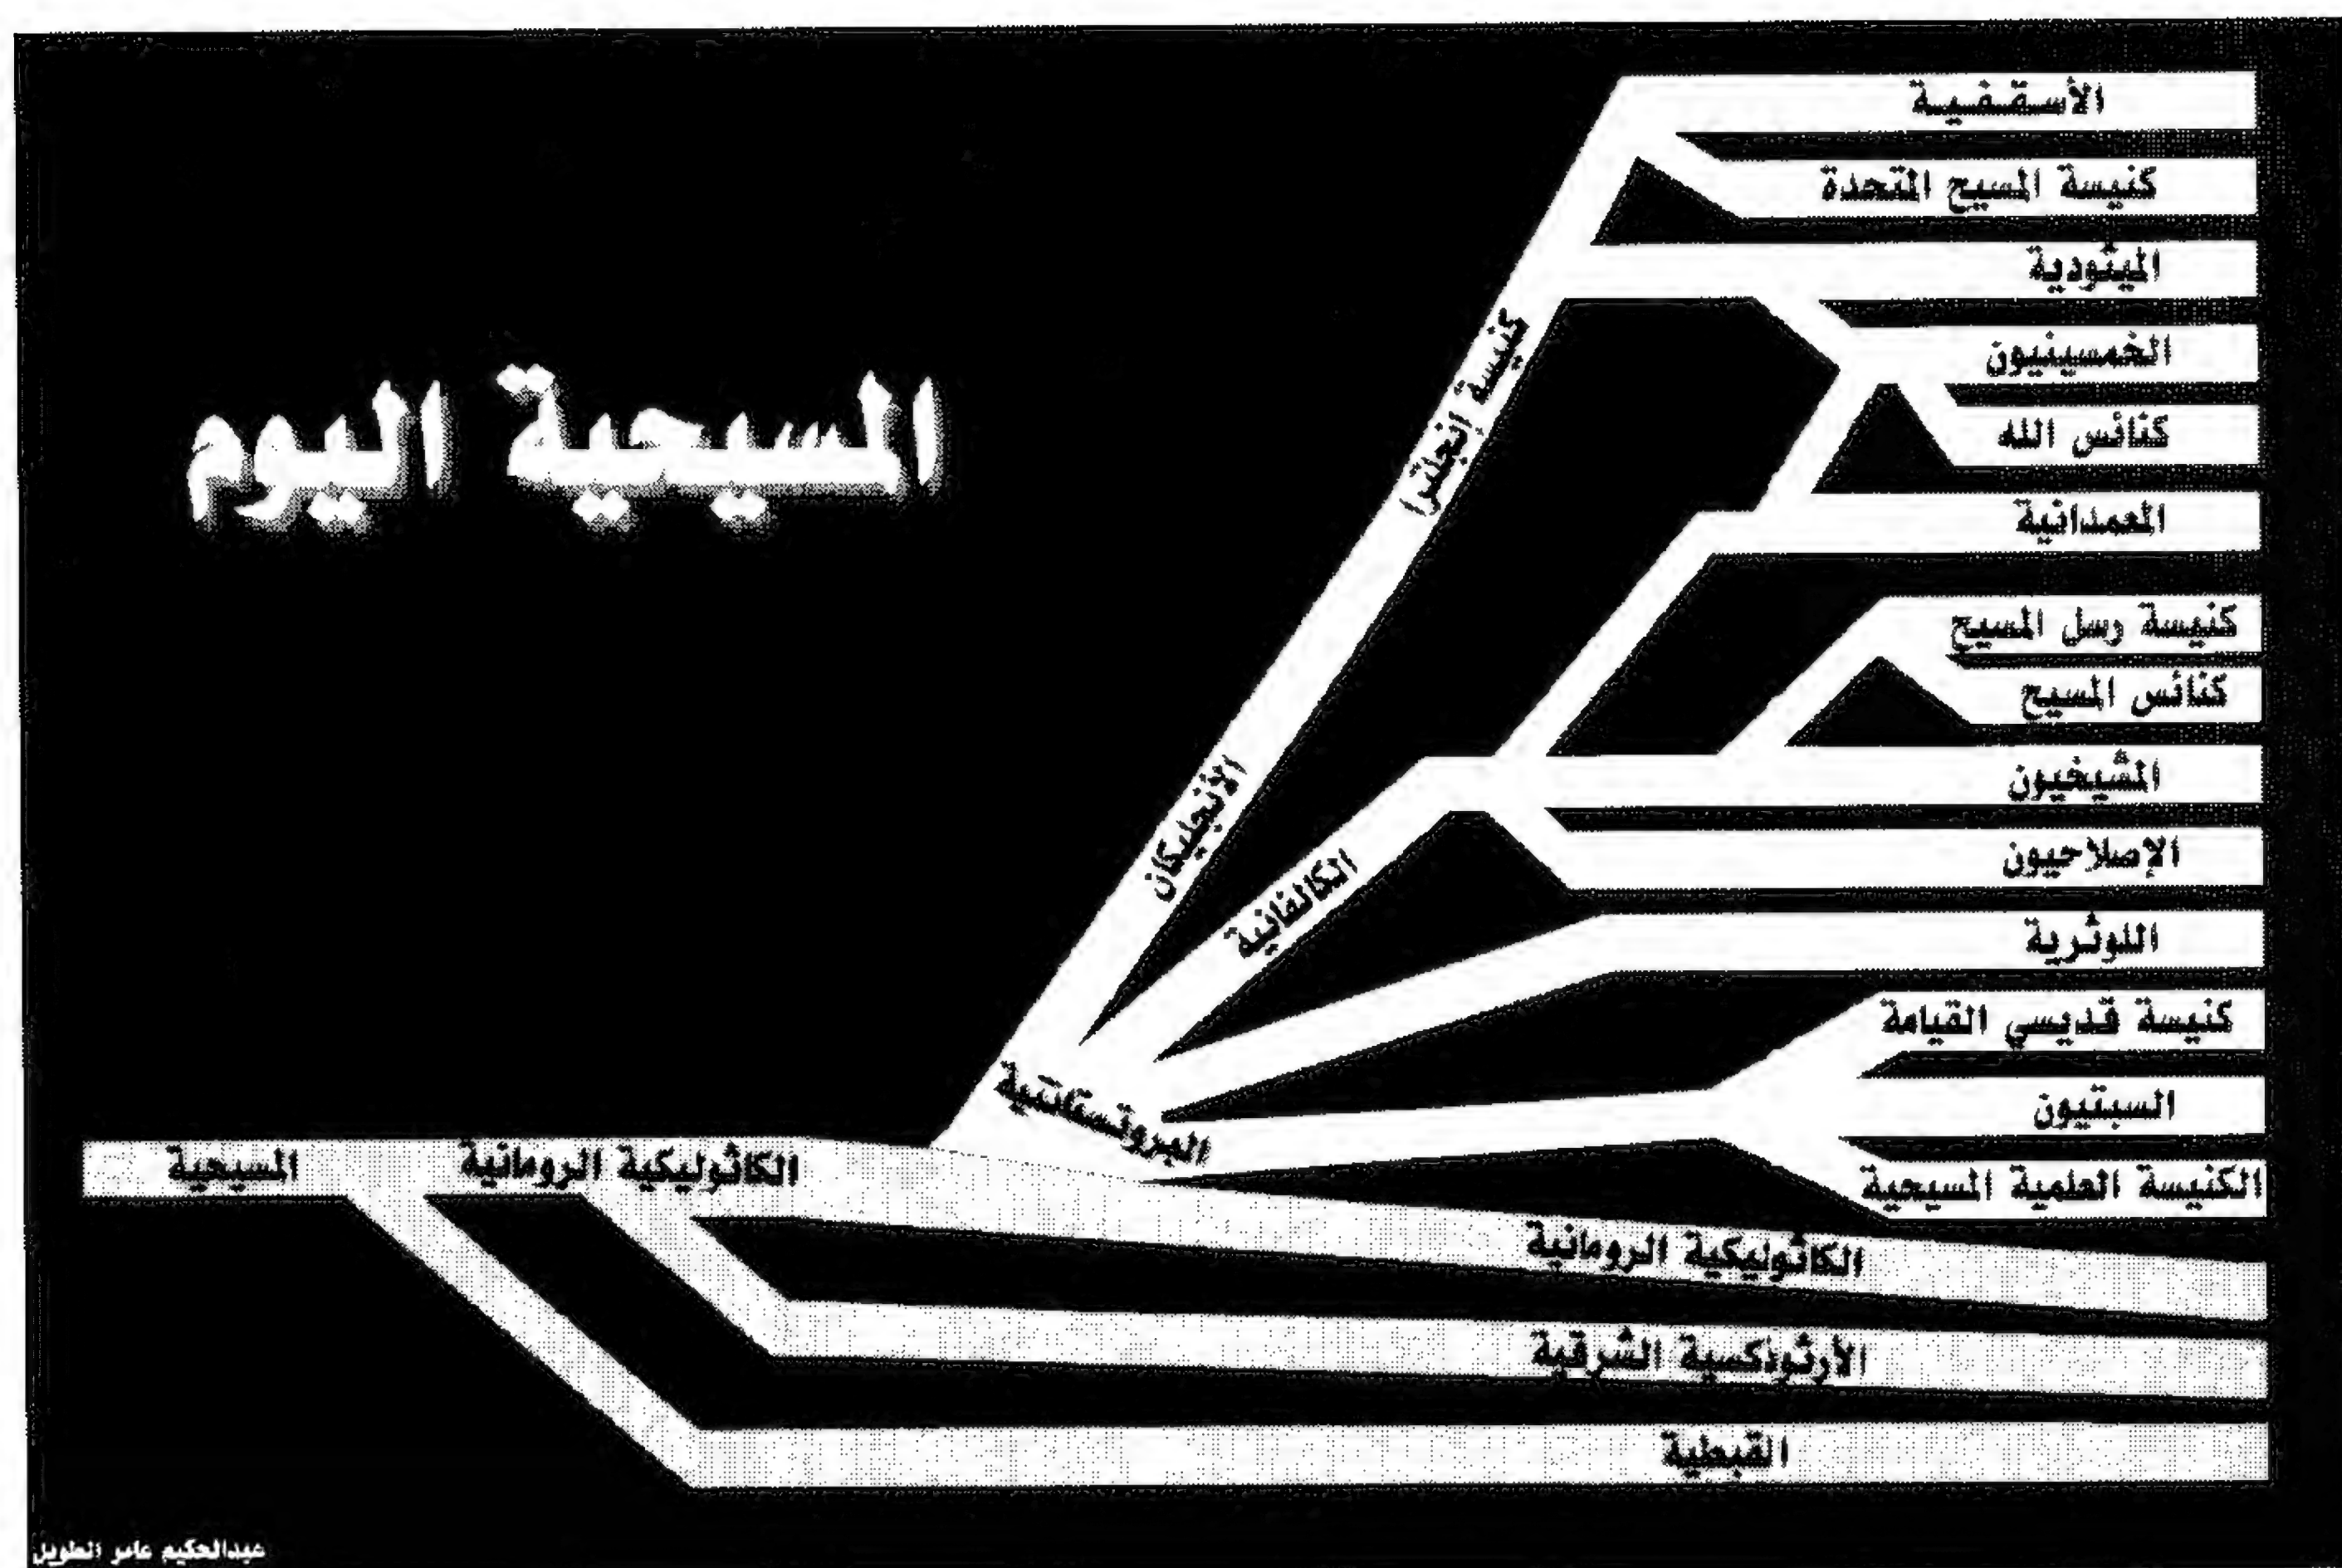 المسيحية اليوم
الأسقفية
كنيسة المسيح المتحدة
الميثودية
الخمسينيون
كنائس الله
المعمدانية
كنيسة رسل المسيح
كنائس المسيح
المشيخيون
الإصلاحيون
اللوثرية
كنيسة قديسي القيامة
السبتيون
الكنيسة العلمية المسيحية
كنيسة إنجلترا
الأنجليكان
الكالفانية
البروتستانتية
المسيحية
الكاثوليكية الرومانية
الكاثوليكية الرومانية
الأرثوذكسية الشرقية
القبطية
عبدالحكيم عامر الطويل